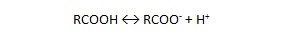 RCOOH ↔ RCOO⁻ + H⁺